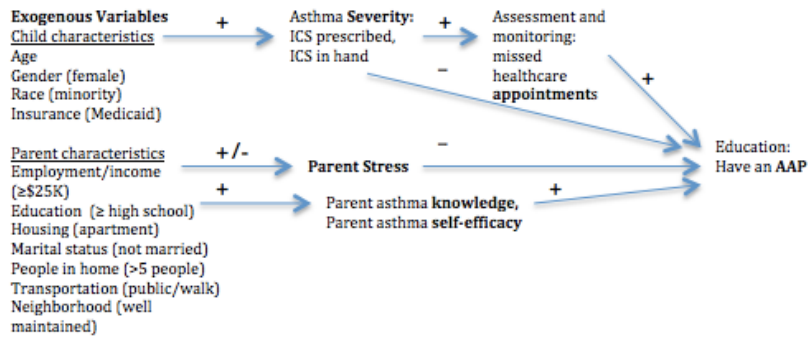 Exogenous Variables
Child characteristics
Age
Gender (female)
Race (minority)
Insurance (Medicaid)
+
Asthma Severity:
ICS prescribed,
ICS in hand
+
Assessment and
monitoring:
missed
healthcare
appointments
–
+
Parent characteristics
Employment/income
(≥$25K)
Education (≥ high school)
Housing (apartment)
Marital status (not married)
People in home (>5 people)
Transportation (public/walk)
Neighborhood (well
maintained)
+/-
Parent Stress
–
+
Parent asthma knowledge,
Parent asthma self-efficacy
+
Education:
Have an AAP